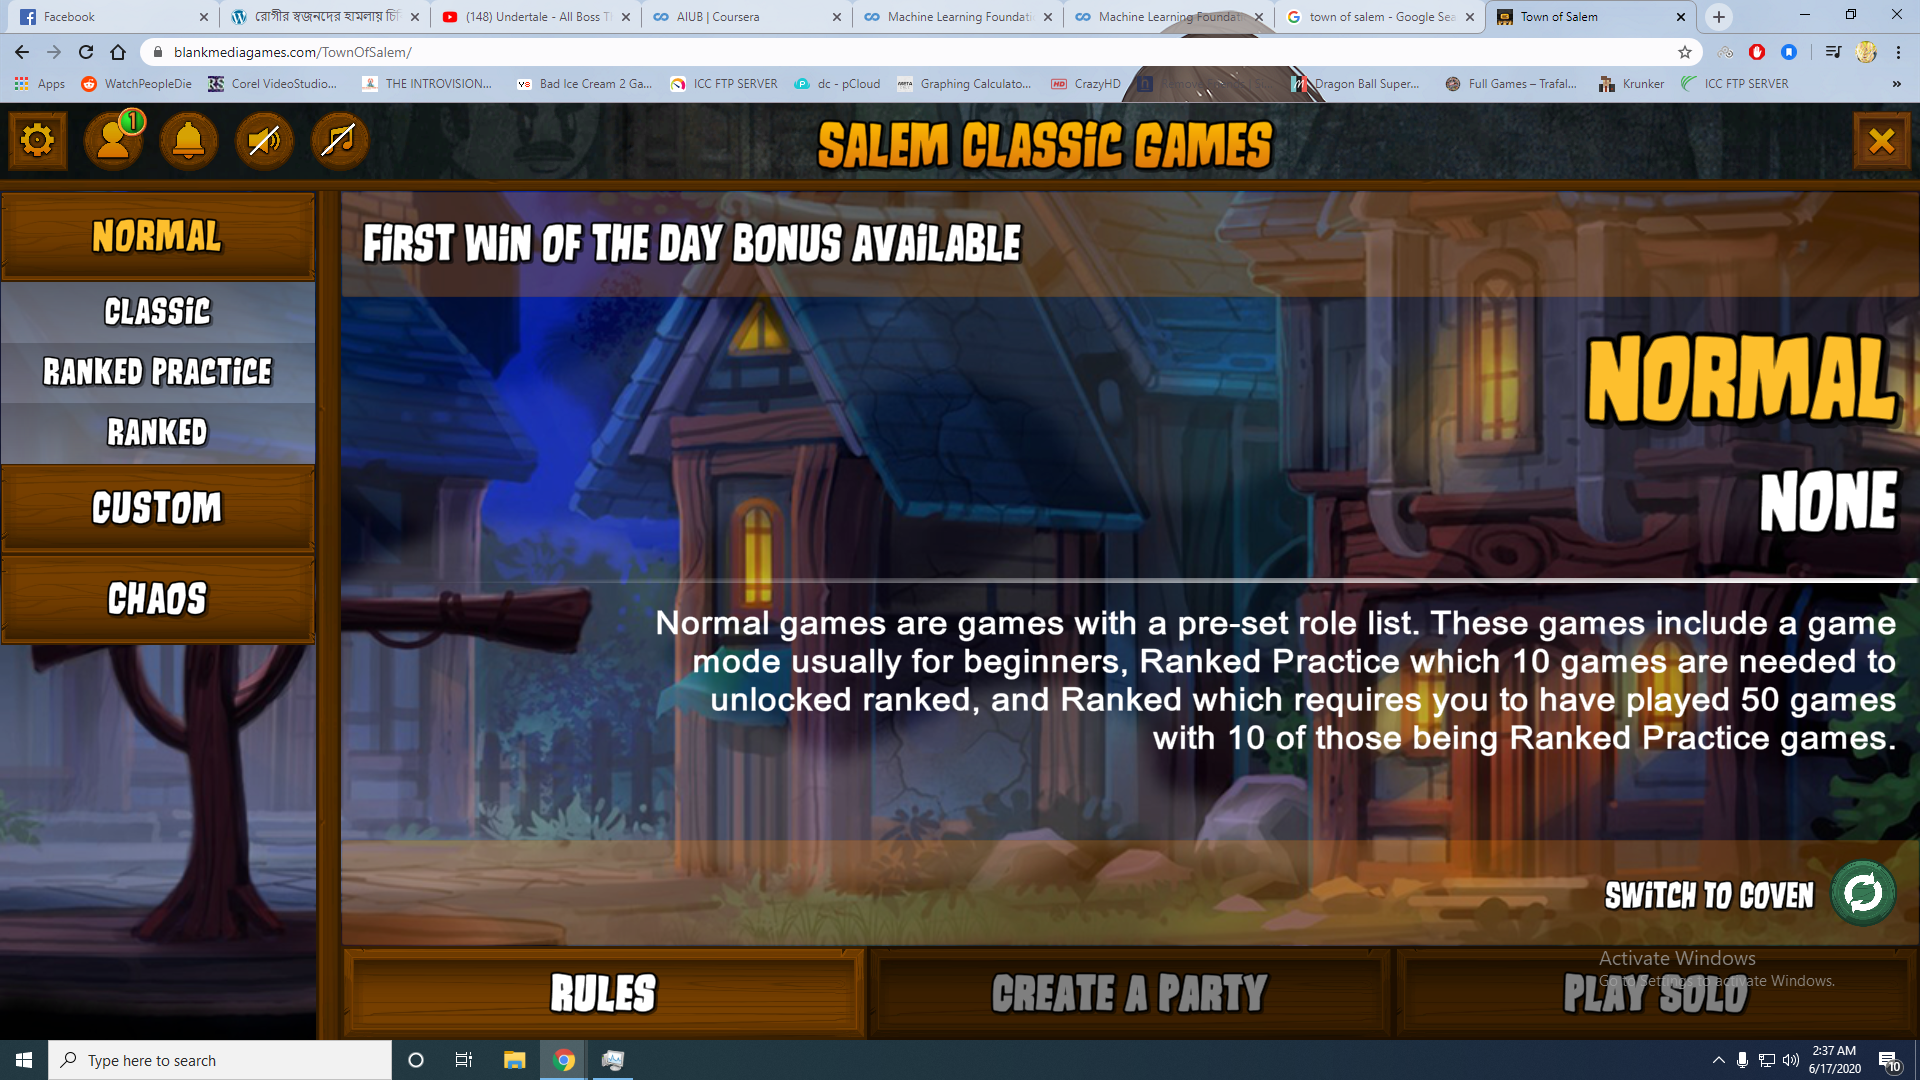 Facebook
রোগীর স্বজনদের হামলায় চি
(148) Undertale - All Boss T
AIUB | Coursera
Machine Learning Foundati
Machine Learning Foundat
town of salem - Google Sea
Town of Salem
blankmediagames.com/TownOfSalem/
Apps
WatchPeopleDie
Corel VideoStudio...
THE INTROVISION...
Bad Ice Cream 2 Ga...
ICC FTP SERVER
dc - pCloud
Graphing Calculato...
CrazyHD
Dragon Ball Super...
Full Games – Trafal...
Krunker
ICC FTP SERVER
»
1
SALEM CLASSIC GAMES
NORMAL
CLASSIC
RANKED PRACTICE
RANKED
CUSTOM
CHAOS
FIRST WIN OF THE DAY BONUS AVAILABLE
NORMAL
NONE
Normal games are games with a pre-set role list. These games include a game
mode usually for beginners, Ranked Practice which 10 games are needed to
unlocked ranked, and Ranked which requires you to have played 50 games
with 10 of those being Ranked Practice games.
SWITCH TO COVEN
RULES
CREATE A PARTY
PLAY SOLO
Activate Windows
Go to Settings to activate Windows.
Type here to search
2:37 AM
6/17/2020
10